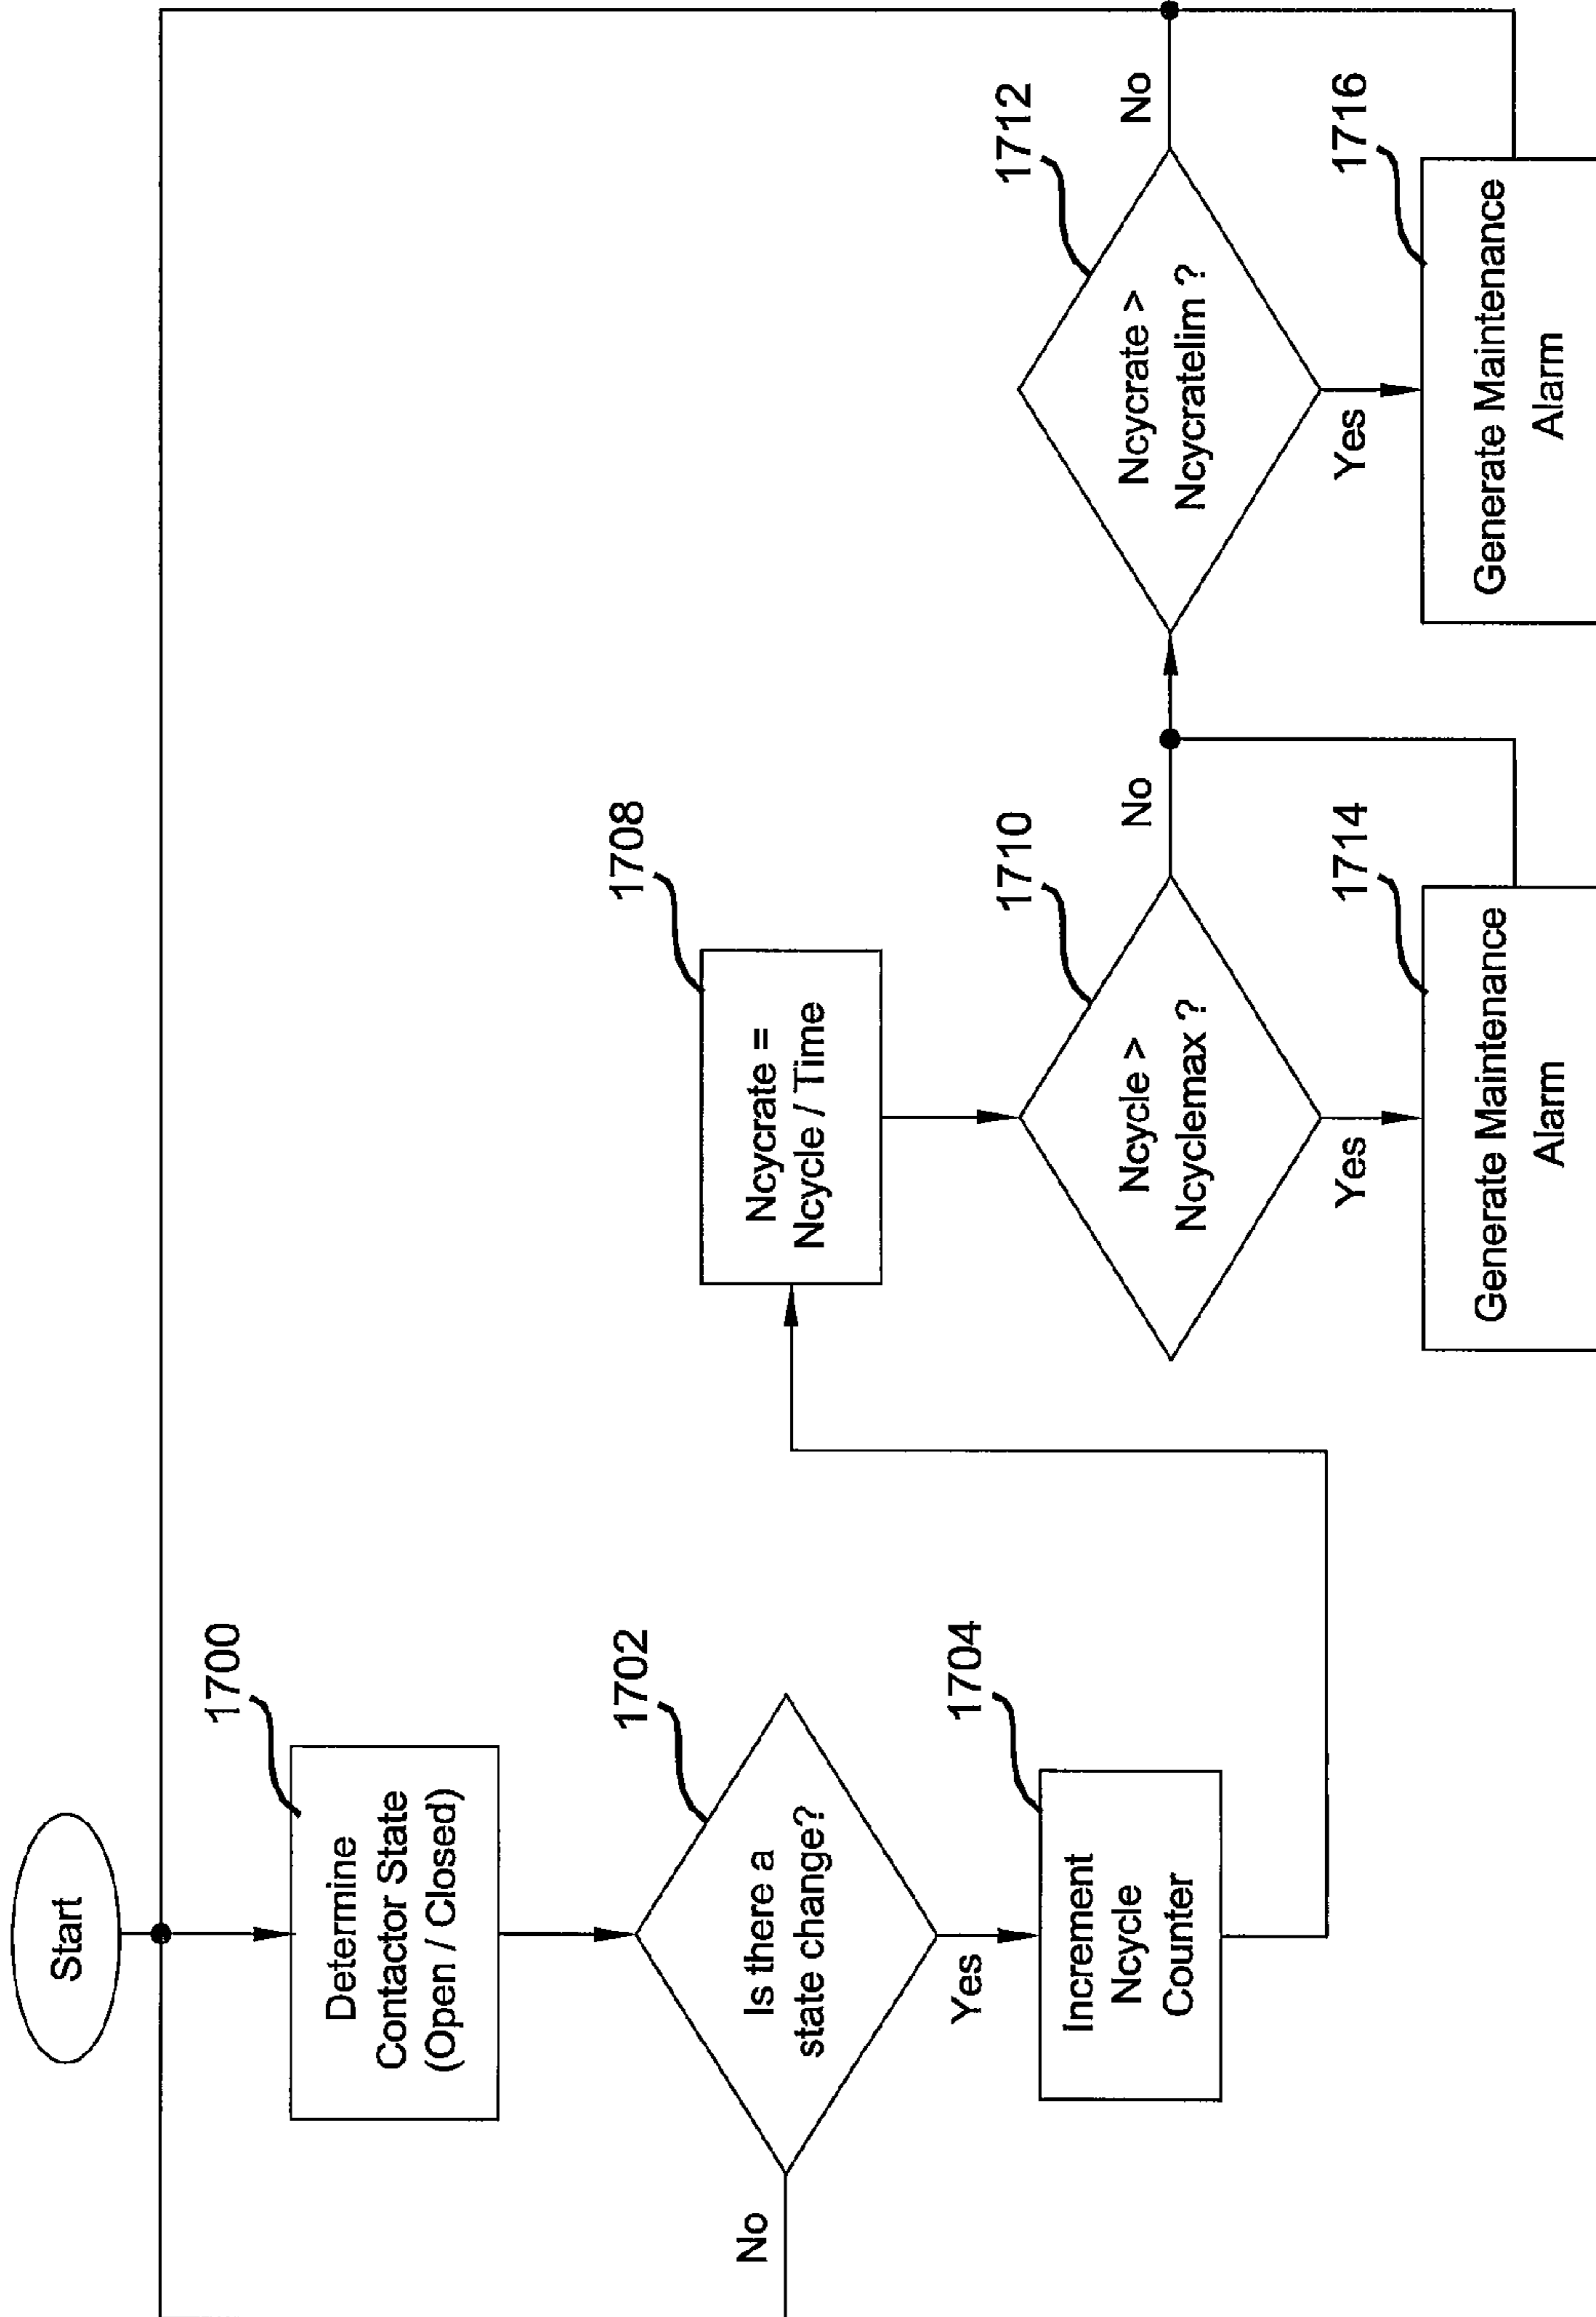 Start
1700
Determine
Contactor State
(Open / Closed)
1702
Is there a
state change?
No
Yes
1704
Increment
Ncycle
Counter
1708
Ncycrate =
Ncycle / Time
1710
Ncycle >
Ncyclemax ?
No
Yes
1714
Generate Maintenance
Alarm
1712
Ncycrate >
Ncycratelim ?
No
Yes
1716
Generate Maintenance
Alarm